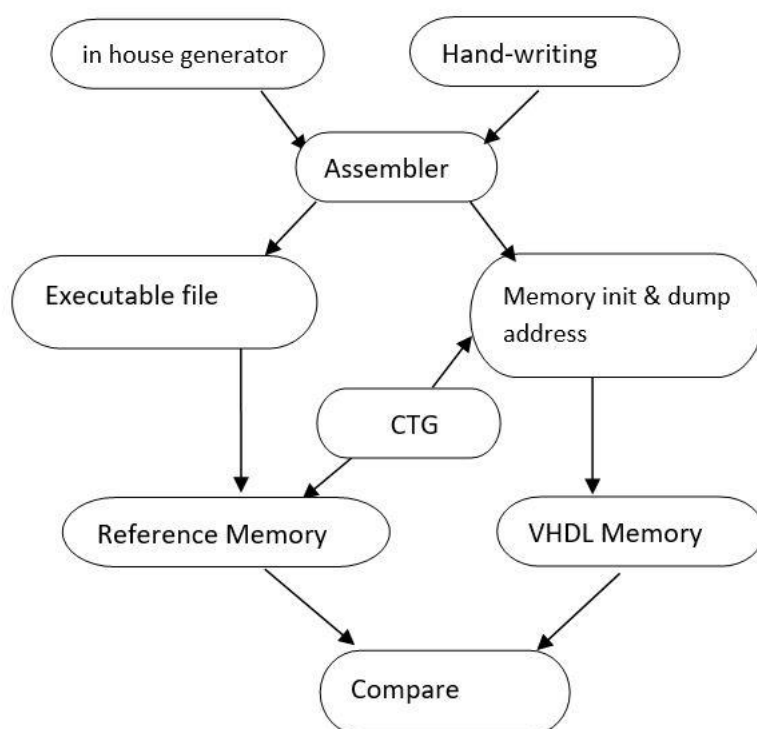 in house generator
Hand-writing
Assembler
Executable file
Memory init & dump
address
CTG
Reference Memory
VHDL Memory
Compare